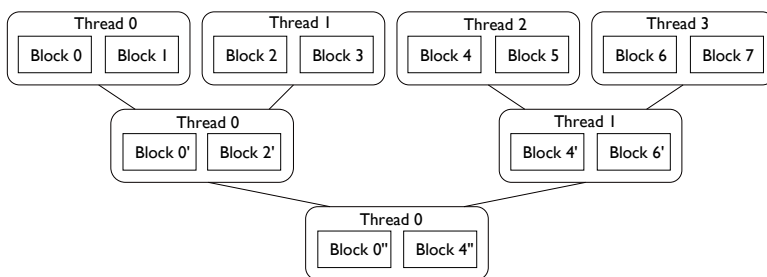 Thread 0
Block 0 Block 1
Thread 1
Block 2 Block 3
Thread 2
Block 4 Block 5
Thread 3
Block 6 Block 7
Thread 0
Block 0' Block 2'
Thread 1
Block 4' Block 6'
Thread 0
Block 0" Block 4"